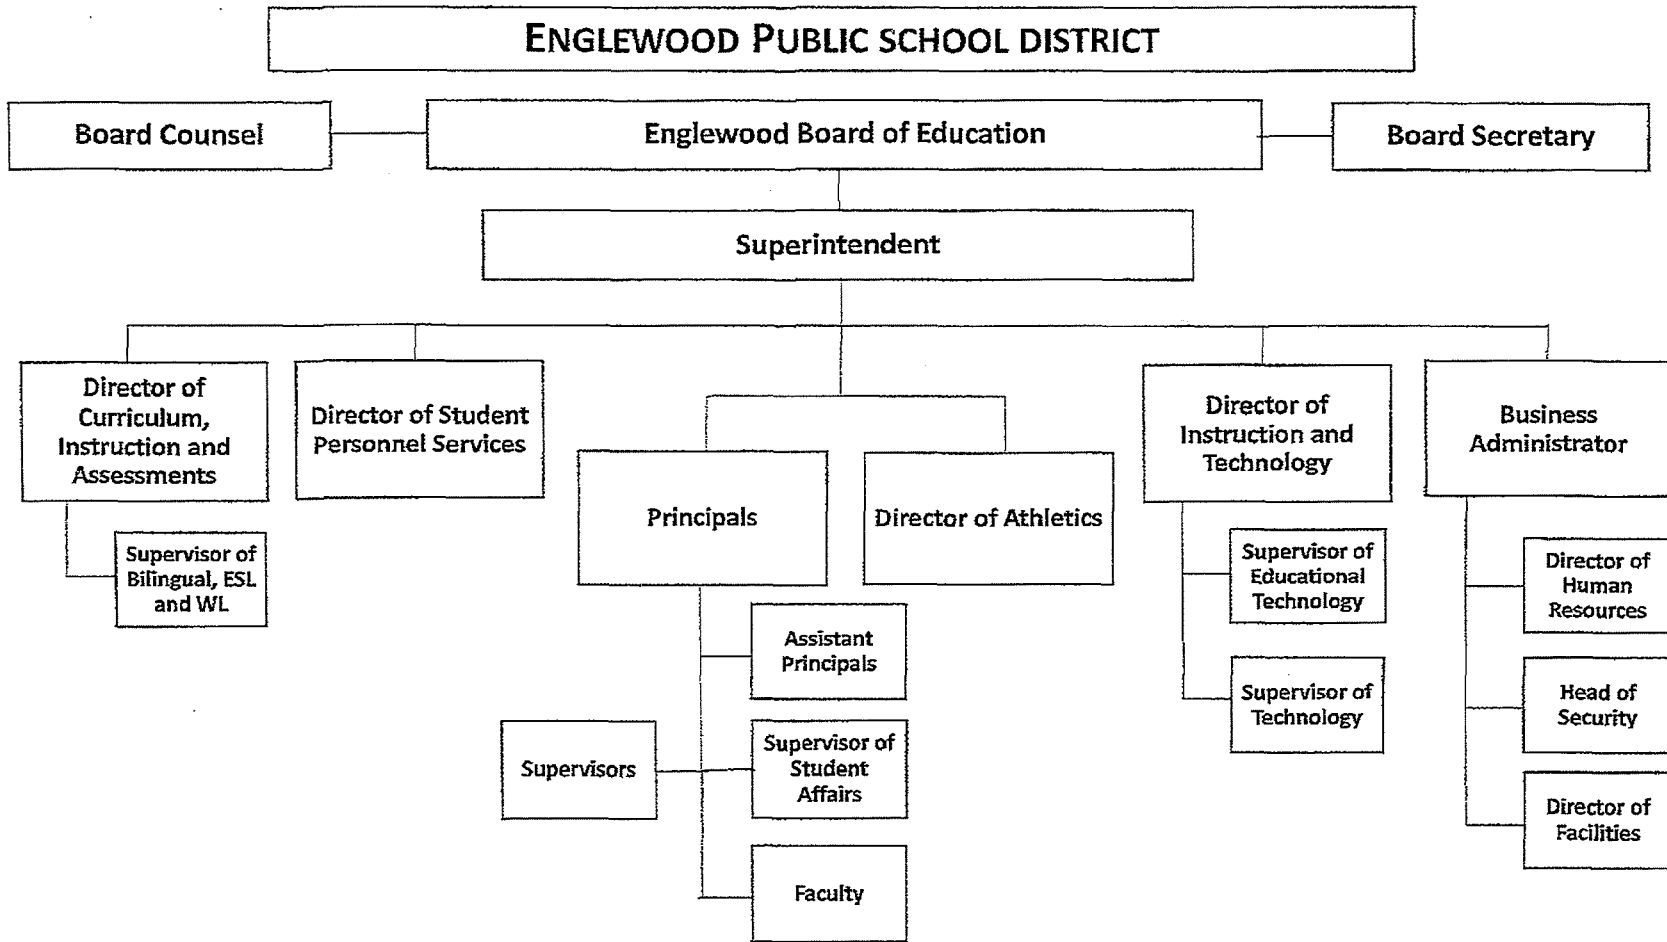 ENGLEWOOD PUBLIC SCHOOL DISTRICT
Board Counsel
Englewood Board of Education
Board Secretary
Superintendent
Director of
Curriculum,
Instruction and
Assessments
Director of Student
Personnel Services
Principals
Director of Athletics
Director of
Instruction and
Technology
Business
Administrator
Supervisor of
Bilingual, ESL
and WL
Assistant
Principals
Supervisors
Supervisor of
Student
Affairs
Faculty
Supervisor of
Educational
Technology
Supervisor of
Technology
Director of
Human
Resources
Head of
Security
Director of
Facilities